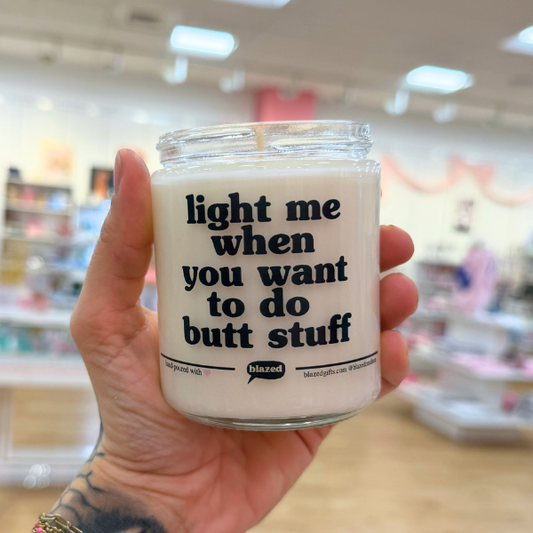 light me
when
you want
to do
butt stuff
hand-poured with
blazed
blazedgifts.com